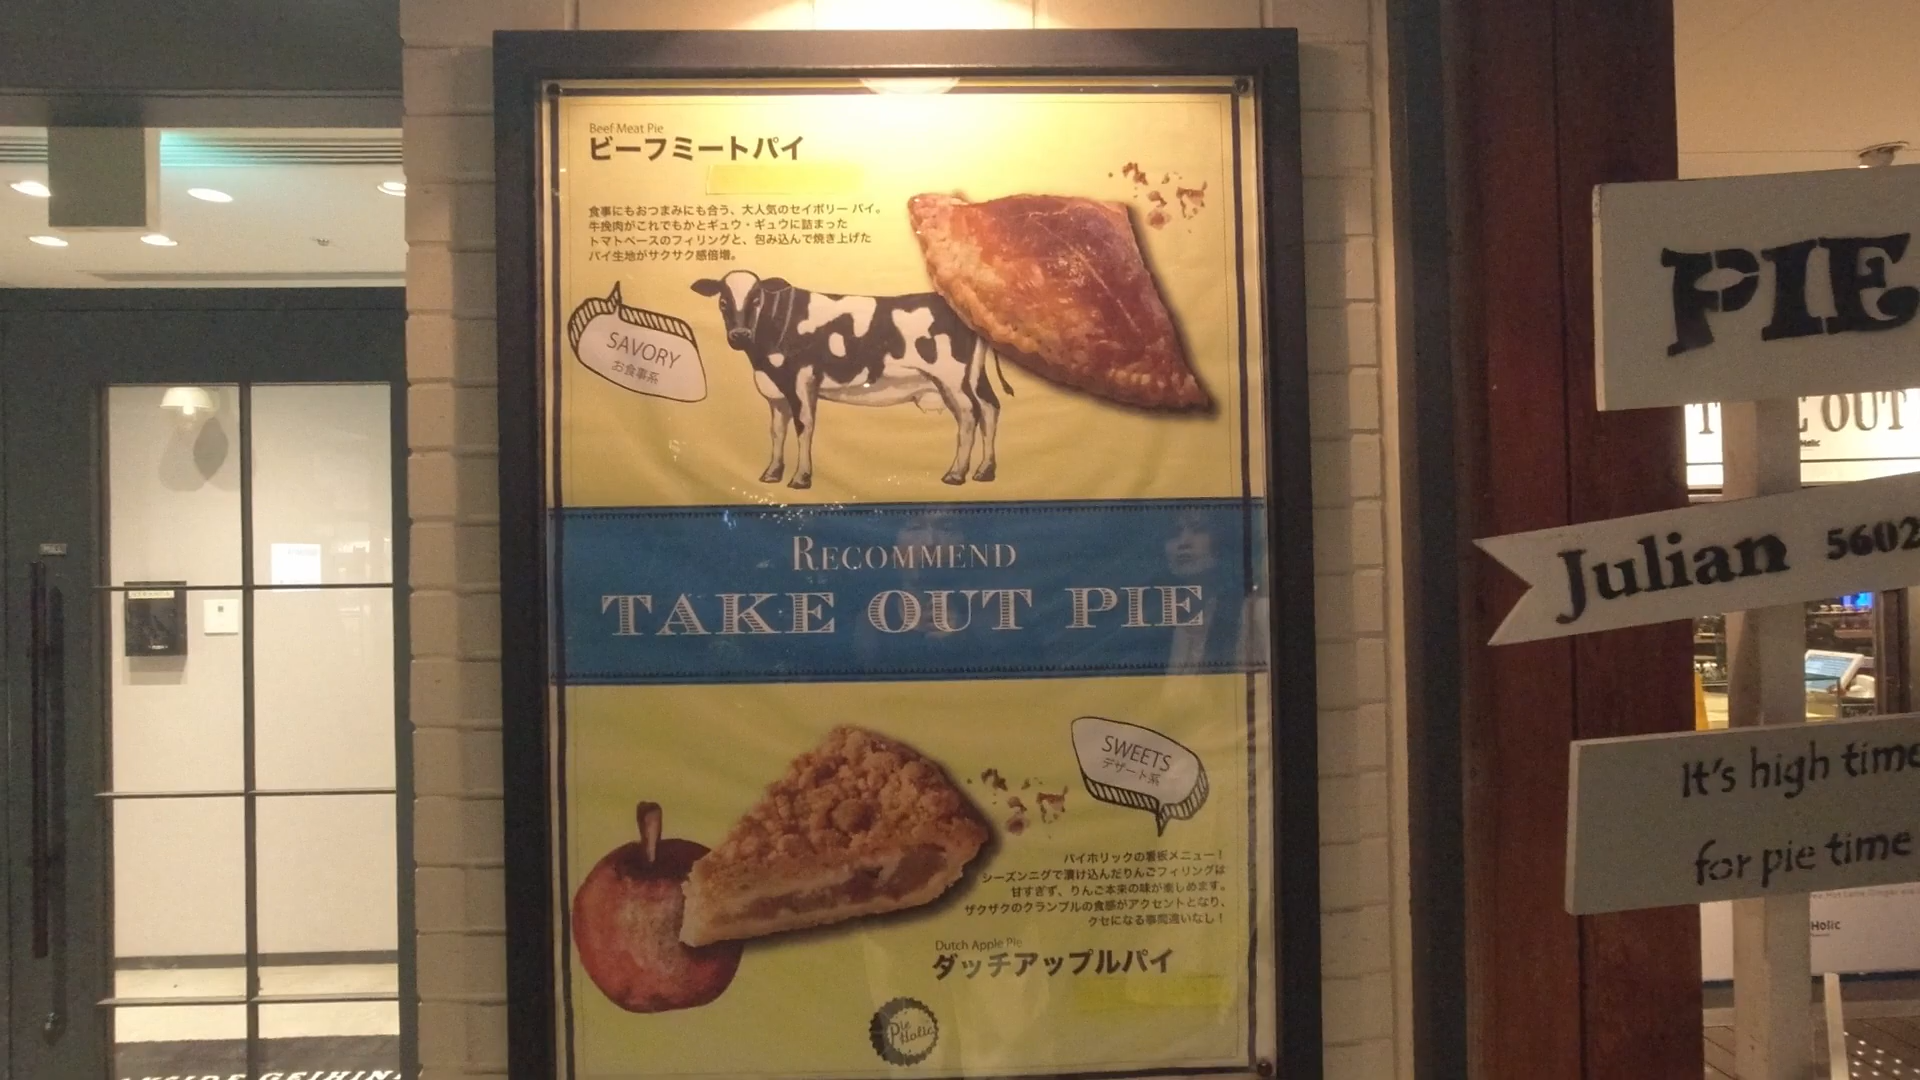 Beef Meat Pie
ビーフミートパイ
食事にもおつまみにも合う、大人気のセイボリー パイ。
牛挽肉がこれでもかとギュウ・ギュウに詰まった
トマトベースのフィリングと、包み込んで焼き上げた
パイ生地がサクサク感倍増。
SAVORY
お食事系
RECOMMEND
TAKE OUT PIE
SWEETS
デザート系
パイホリックの看板メニュー!
シーズンニグで漬け込んだりんごフィリングは
甘すぎず、りんご本来の味が楽しめます。
ザクザクのクランブルの食感がアクセントとなり、
クセになる事間違いなし!
Dutch Apple Pie
ダッチアップルパイ
Pie Holic
PIE
OUT
Julian 5602
It's high time
for pie time
Holic